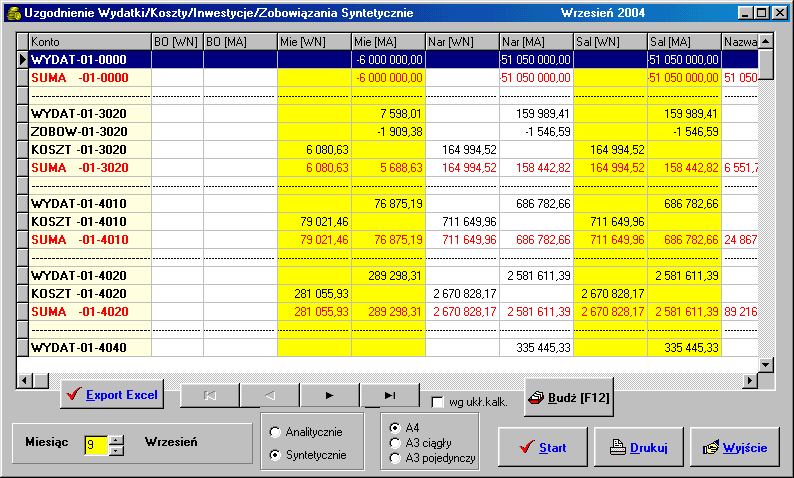 Uzgodnienie Wydatki/Koszty/Inwestycje/Zobowiązania Syntetycznie Wrzesień 2004
Konto BO [WN] BO [MA] Mie [WN] Mie [MA] Nar [WN] Nar [MA] Sal [WN] Sal [MA] Nazwa
WYDAT-01-0000 -6 000 000,00 -51 050 000,00 -51 050 000,00
SUMA -01-0000 -6 000 000,00 -51 050 000,00 -51 050 000,00 51 050
WYDAT-01-3020 7 598,01 159 989,41 159 989,41
ZOBOW-01-3020 -1 909,38 -1 546,59 -1 546,59
KOSZT -01-3020 6 080,63 164 994,52 164 994,52
SUMA -01-3020 6 080,63 5 688,63 164 994,52 158 442,82 164 994,52 158 442,82 6 551,7
WYDAT-01-4010 76 875,19 686 782,66 686 782,66
KOSZT -01-4010 79 021,46 711 649,96 711 649,96
SUMA -01-4010 79 021,46 76 875,19 711 649,96 686 782,66 711 649,96 686 782,66 24 867
WYDAT-01-4020 289 298,31 2 581 611,39 2 581 611,39
KOSZT -01-4020 281 055,93 2 670 828,17 2 670 828,17
SUMA -01-4020 281 055,93 289 298,31 2 670 828,17 2 581 611,39 2 670 828,17 2 581 611,39 89 216
WYDAT-01-4040 335 445,33 335 445,33
Export Excel wg ukł.kalk. Budż [F12]
Miesiąc 9 Wrzesień
Analitycznie
Syntetycznie
A4
A3 ciągły
A3 pojedynczy
Start Drukuj Wyjście